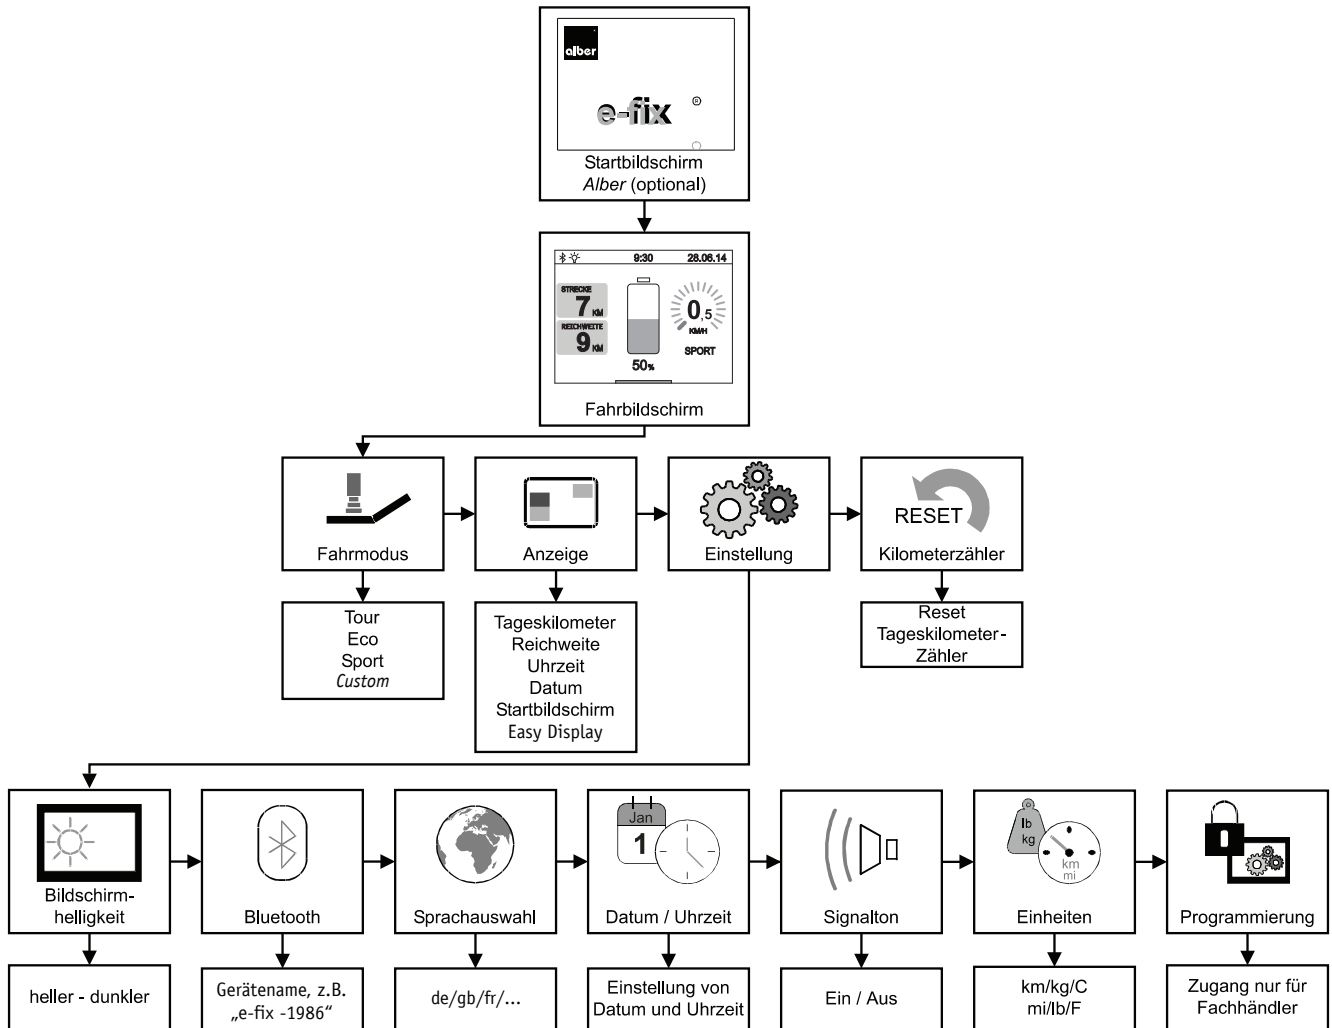 alber
e-fix ®
Startbildschirm
Alber (optional)
9:30 28.06.14
STRECKE
7 KM
REICHWEITE
9 KM
50%
0,5
KM/H
SPORT
Fahrbildschirm
Fahrmodus
Anzeige
Einstellung
RESET
Kilometerzähler
Tour
Eco
Sport
Custom
Tageskilometer
Reichweite
Uhrzeit
Datum
Startbildschirm
Easy Display
Reset
Tageskilometer-
Zähler
Bildschirm-
helligkeit
Bluetooth
Sprachauswahl
Jan
1
Datum / Uhrzeit
Signalton
lb
kg
km
mi
Einheiten
Programmierung
heller - dunkler
Gerätename, z.B.
„e-fix -1986“
de/gb/fr/...
Einstellung von
Datum und Uhrzeit
Ein / Aus
km/kg/C
mi/lb/F
Zugang nur für
Fachhändler